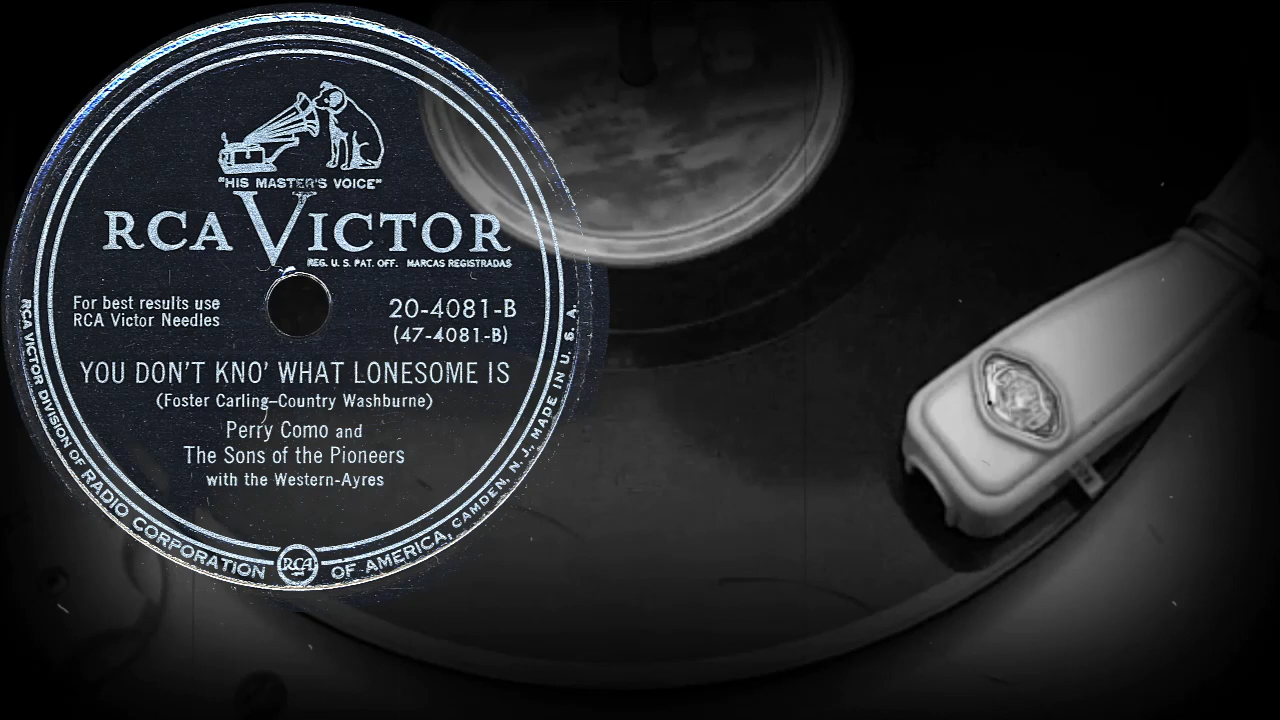 "HIS MASTER'S VOICE"
RCA VICTOR
REG. U. S. PAT. OFF. MARCAS REGISTRADAS
For best results use
RCA Victor Needles
20-4081-B
(47-4081-B)
YOU DON'T KNO' WHAT LONESOME IS
(Foster Carling–Country Washburne)
Perry Como and
The Sons of the Pioneers
with the Western-Ayres
RCA VICTOR DIVISION OF RADIO CORPORATION RCA OF AMERICA, CAMDEN, N. J., MADE IN U. S. A.